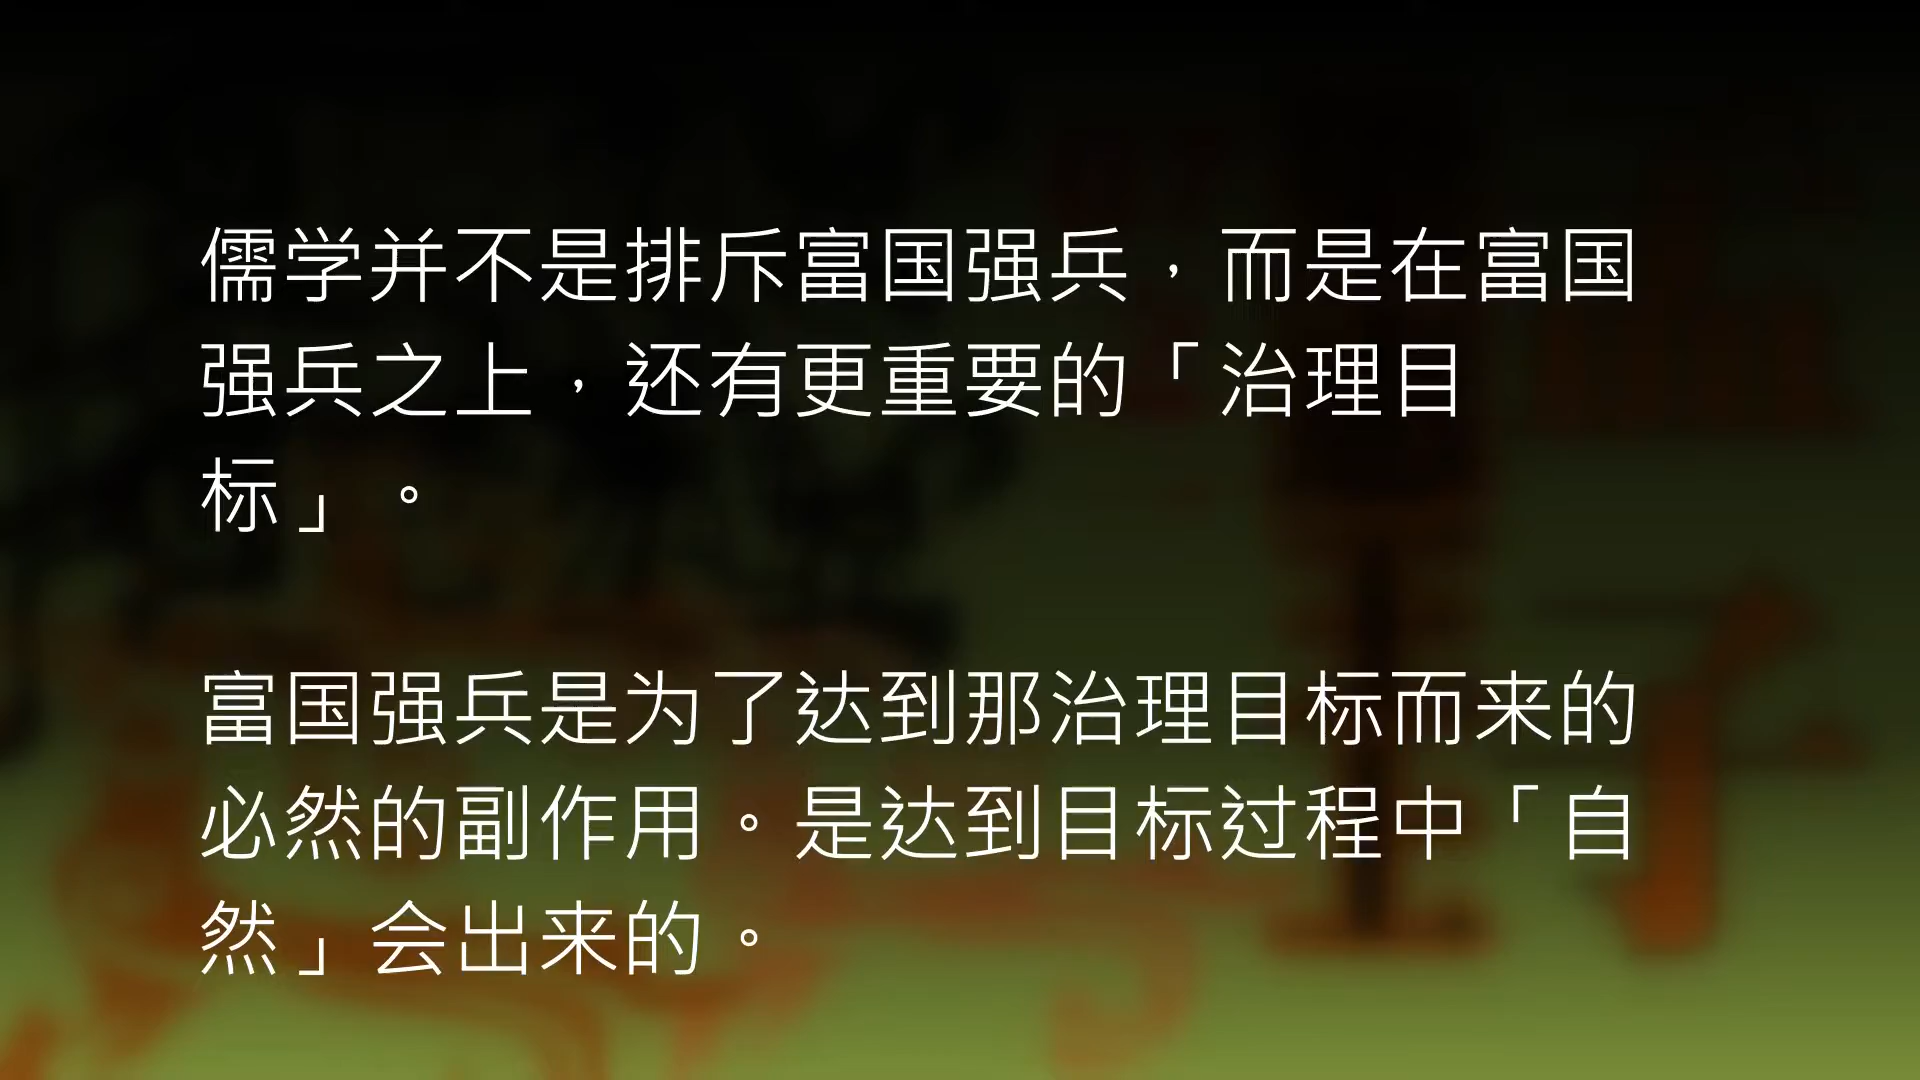 儒学并不是排斥富国强兵，而是在富国
强兵之上，还有更重要的「治理目
标」。
富国强兵是为了达到那治理目标而来的
必然的副作用。是达到目标过程中「自
然」会出来的。